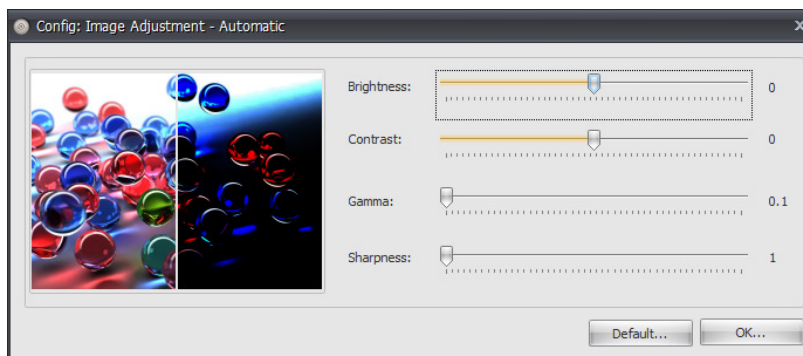 Config: Image Adjustment - Automatic
Brightness: 0
Contrast: 0
Gamma: 0.1
Sharpness: 1
Default... OK...